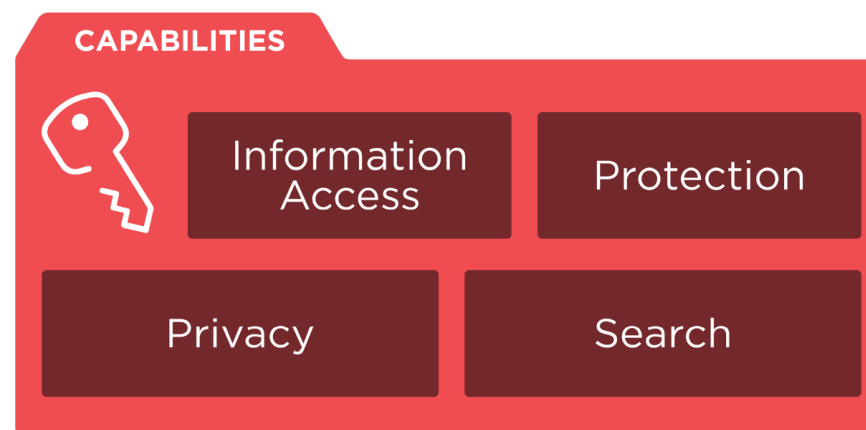 CAPABILITIES
Information
Access
Protection
Privacy
Search